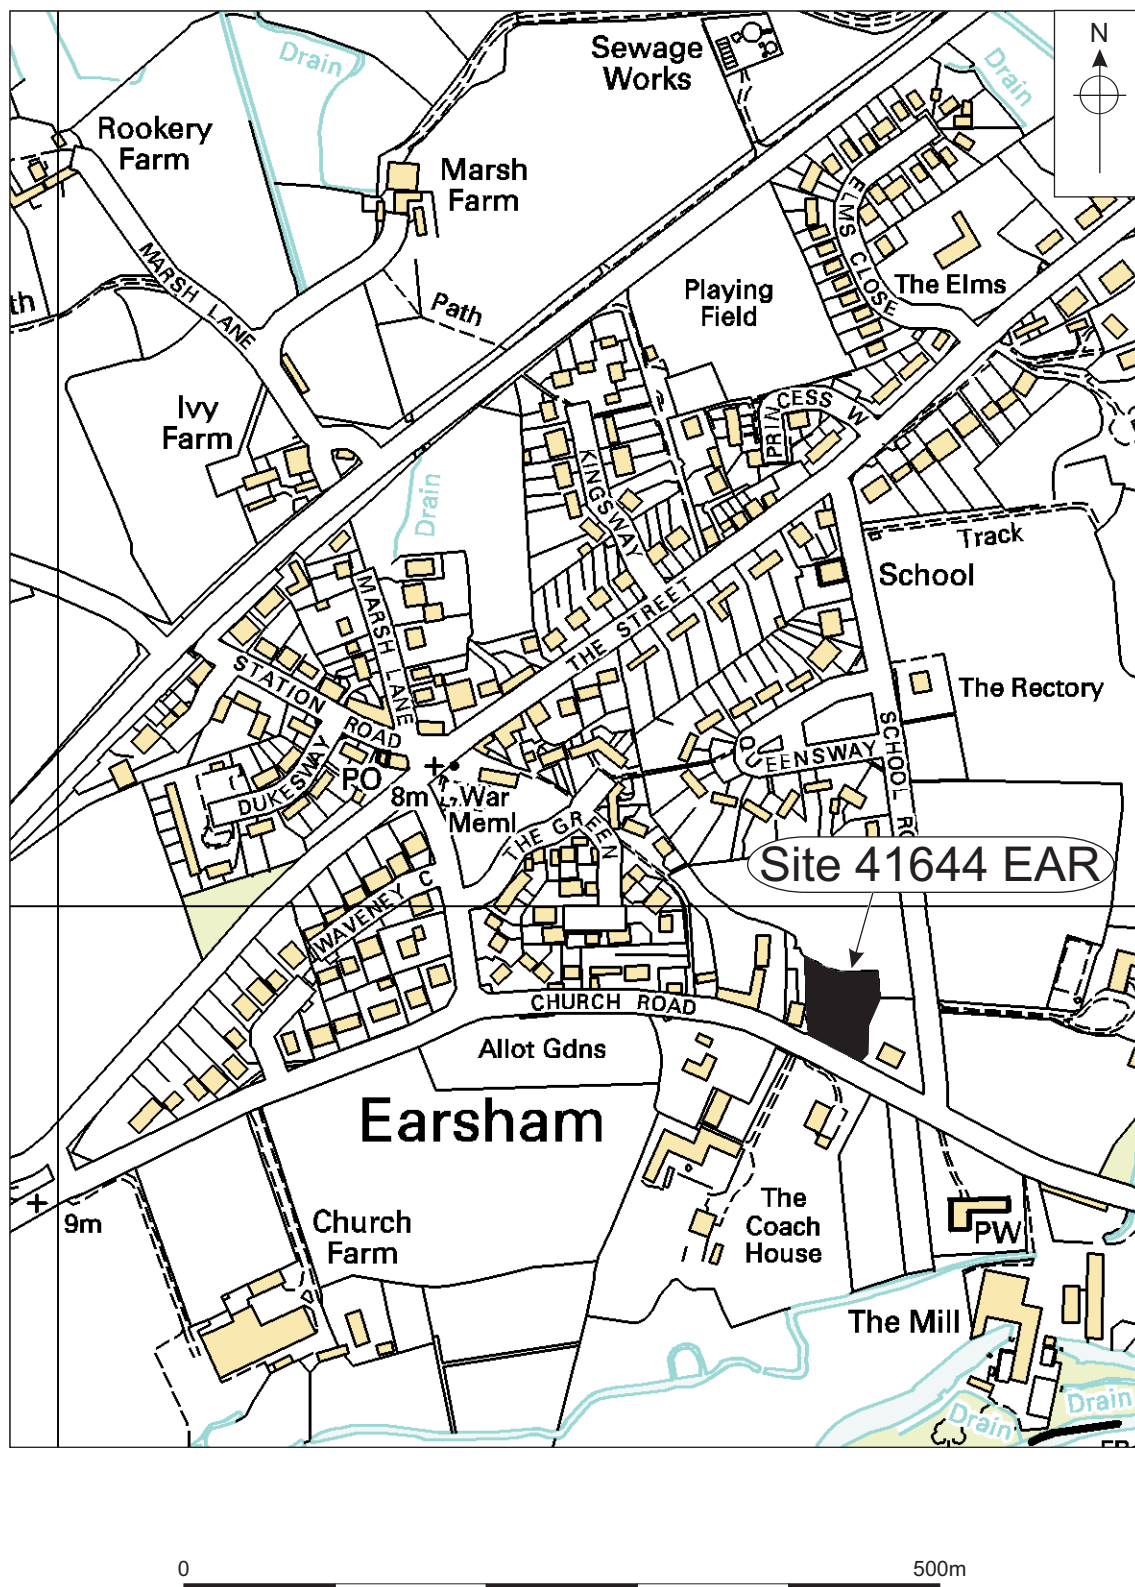 Drain
Sewage
Works
N
Drain
Rookery
Farm
Marsh
Farm
ELMS CLOSE
MARSH LANE
The Elms
Playing
Field
th
Path
PRINCESS W
Ivy
Farm
KINGSWAY
Drain
Track
School
MARSH LANE
THE STREET
STATION ROAD
The Rectory
SCHOOL RO
QUEENSWAY
DUKESWAY
PO
8m
War
Meml
THE GREEN
Site 41644 EAR
WAVENEY C
CHURCH ROAD
Allot Gdns
Earsham
The
Coach
House
9m
Church
Farm
PW
The Mill
Drain
Drain
0
500m